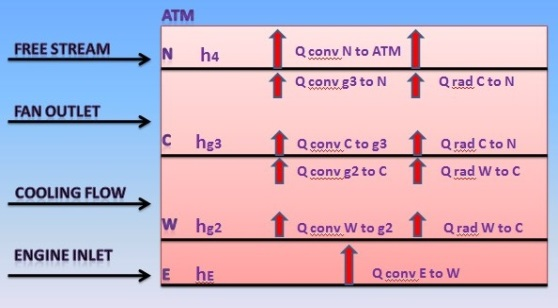 ATM
FREE STREAM
N h4 Q conv N to ATM
Q conv g3 to N Q rad C to N
FAN OUTLET
C hg3 Q conv C to g3 Q rad C to N
Q conv g2 to C Q rad W to C
COOLING FLOW
W hg2 Q conv W to g2 Q rad W to C
ENGINE INLET
E hE Q conv E to W